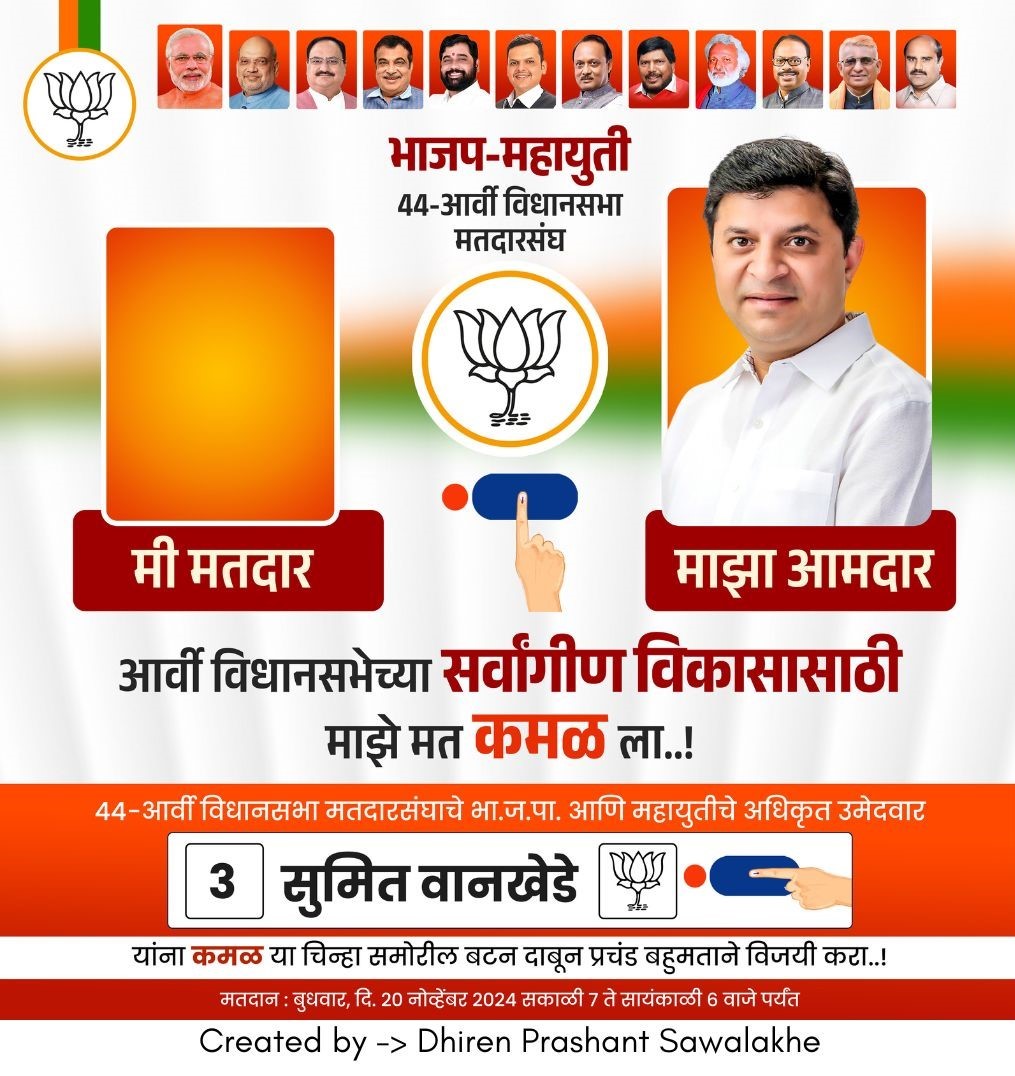 भाजप-महायुती
44-आर्वी विधानसभा
मतदारसंघ
मी मतदार
माझा आमदार
आर्वी विधानसभेच्या सर्वांगीण विकासासाठी
माझे मत कमळ ला..!
44-आर्वी विधानसभा मतदारसंघाचे भा.ज.पा. आणि महायुतीचे अधिकृत उमेदवार
3 सुमित वानखेडे
यांना कमळ या चिन्हा समोरील बटन दाबून प्रचंड बहुमताने विजयी करा..!
मतदान : बुधवार, दि. 20 नोव्हेंबर 2024 सकाळी 7 ते सायंकाळी 6 वाजे पर्यंत
Created by -> Dhiren Prashant Sawalakhe